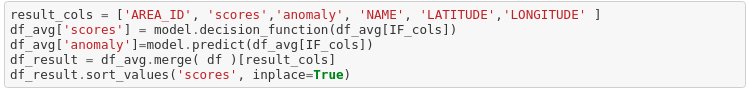 result_cols = ['AREA_ID', 'scores','anomaly', 'NAME', 'LATITUDE','LONGITUDE' ]
df_avg['scores'] = model.decision_function(df_avg[IF_cols])
df_avg['anomaly']=model.predict(df_avg[IF_cols])
df_result = df_avg.merge( df )[result_cols]
df_result.sort_values('scores', inplace=True)